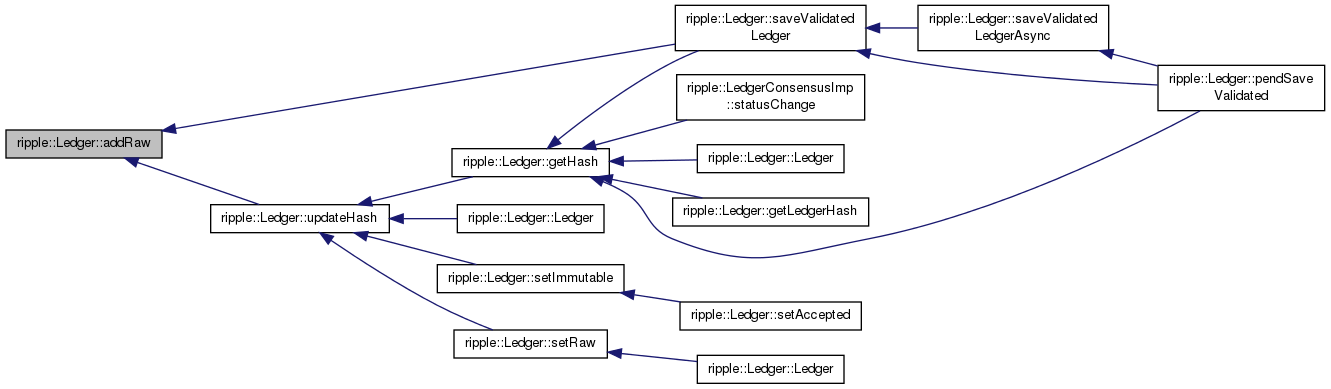 ripple::Ledger::addRaw
ripple::Ledger::updateHash
ripple::Ledger::getHash
ripple::Ledger::Ledger
ripple::Ledger::setImmutable
ripple::Ledger::setRaw
ripple::Ledger::saveValidated
Ledger
ripple::LedgerConsensusImp
::statusChange
ripple::Ledger::Ledger
ripple::Ledger::getLedgerHash
ripple::Ledger::setAccepted
ripple::Ledger::Ledger
ripple::Ledger::saveValidated
LedgerAsync
ripple::Ledger::pendSave
Validated